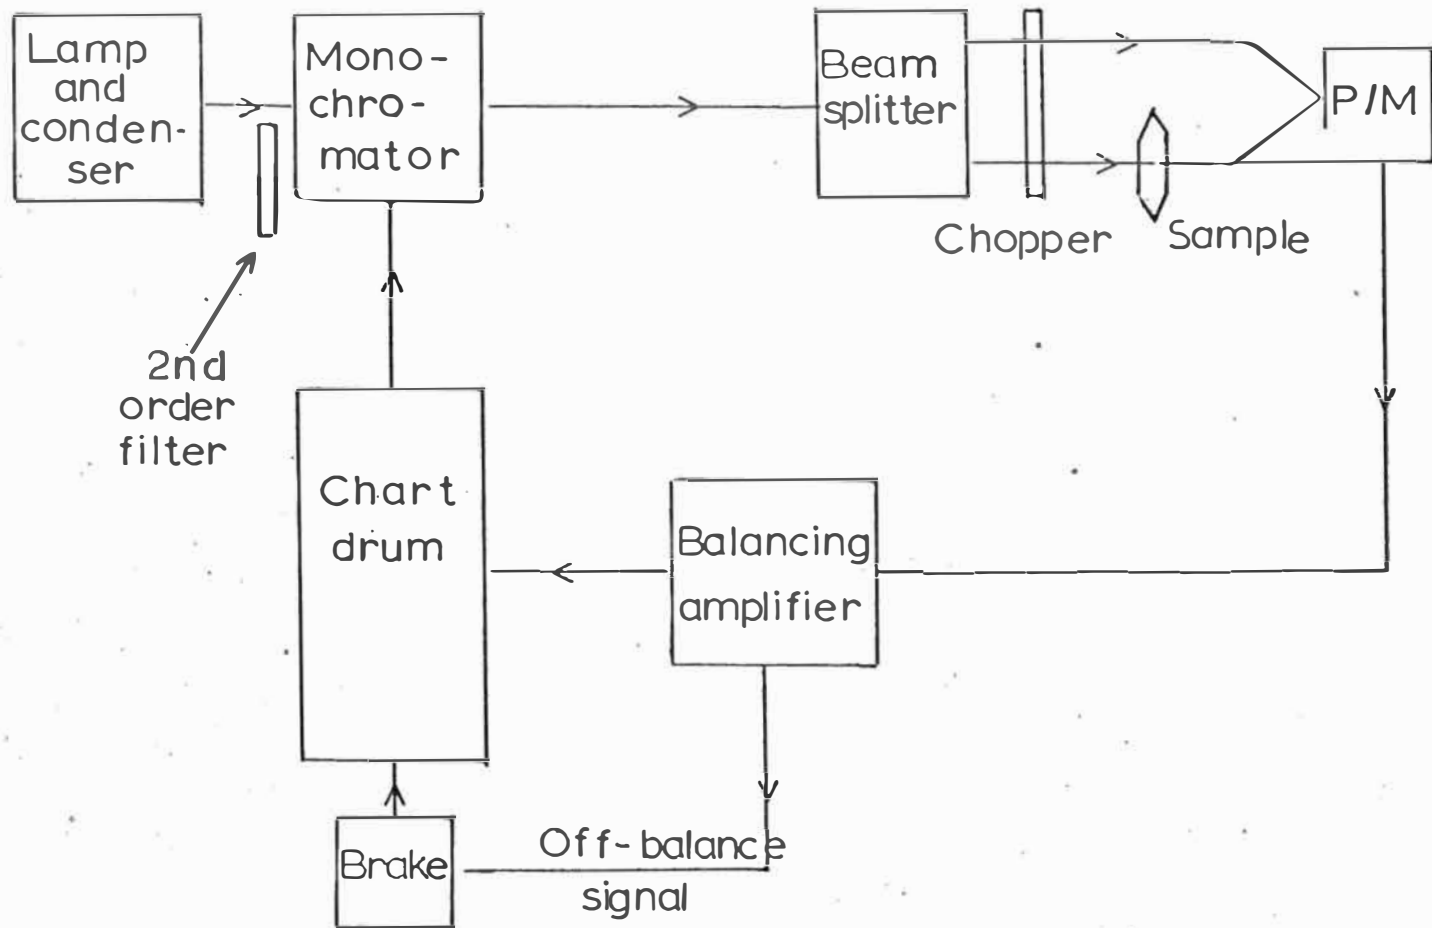 Lamp
and
conden-
ser
Mono-
chro-
mator
Beam
splitter
P/M
Chopper
Sample
2nd
order
filter
Chart
drum
Balancing
amplifier
Off-balance
signal
Brake